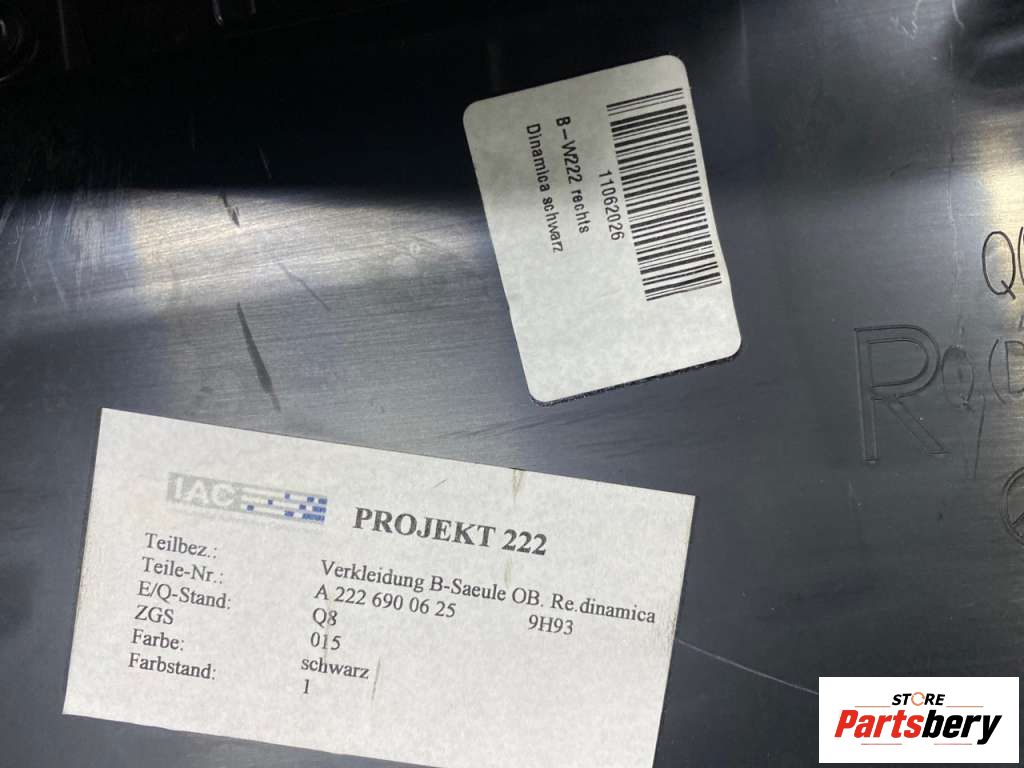 B-W222 rechts
Dinamica schwarz
11062026
R
IAC
PROJEKT 222
Teilbez.: Verkleidung B-Saeule OB. Re.dinamica
Teile-Nr.: A 222 690 06 25 9H93
E/Q-Stand: Q8
ZGS 015
Farbe: schwarz
Farbstand: 1
STORE
Partsbery